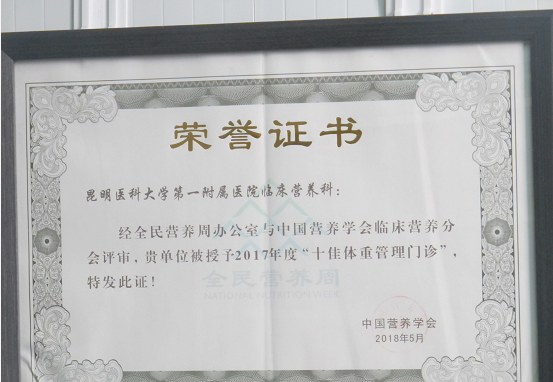 荣誉证书
昆明医科大学第一附属医院临床营养科：
经全民营养周办公室与中国营养学会临床营养分
会评审，贵单位被授予2017年度“十佳体重管理门诊”，
特发此证！
全民营养周
NATIONAL NUTRITION WEEK
中国营养学会
2018年5月